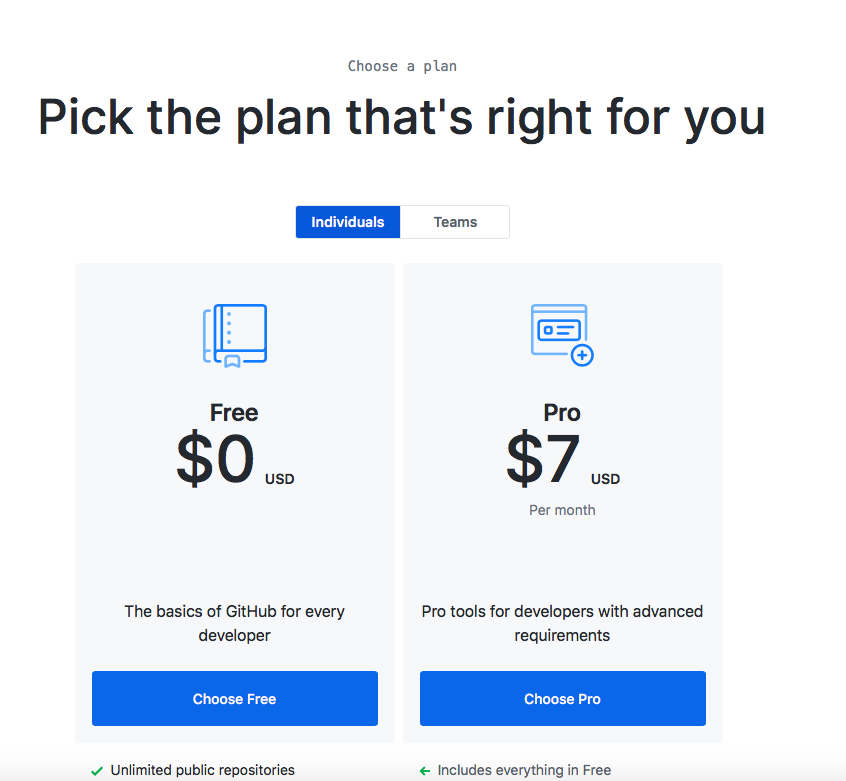 Choose a plan
Pick the plan that's right for you
Individuals
Teams
Free
$0 USD
The basics of GitHub for every
developer
Choose Free
Unlimited public repositories
Pro
$7 USD
Per month
Pro tools for developers with advanced
requirements
Choose Pro
Includes everything in Free